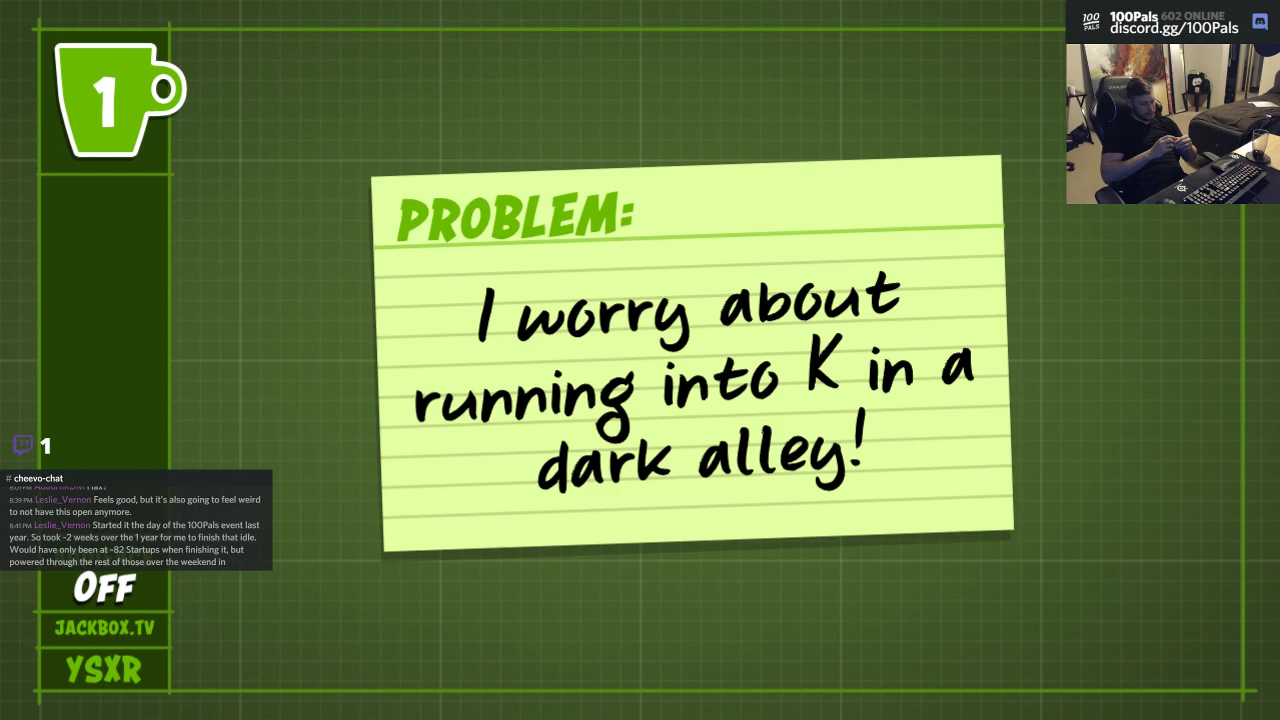 100
PALS
100Pals 602 ONLINE
discord.gg/100Pals
1
PROBLEM:
I worry about
running into K in a
dark alley!
1
# cheevo-chat
8:39 PM Leslie_Vernon Feels good, but it's also going to feel weird
to not have this open anymore.
8:41 PM Leslie_Vernon Started it the day of the 100Pals event last
year. So took ~2 weeks over the 1 year for me to finish that idle.
Would have only been at ~82 Startups when finishing it, but
powered through the rest of those over the weekend in
OFF
JACKBOX.TV
YSXR